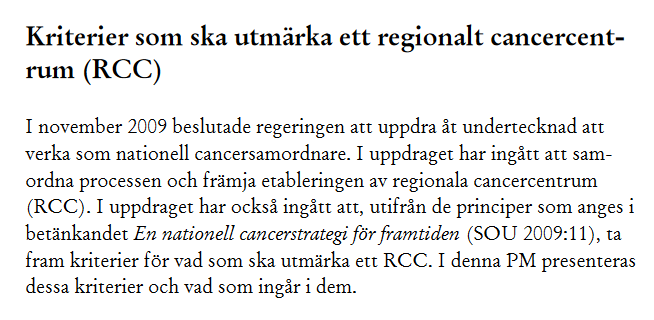 Kriterier som ska utmärka ett regionalt cancercent-
rum (RCC)
I november 2009 beslutade regeringen att uppdra åt undertecknad att
verka som nationell cancersamordnare. I uppdraget har ingått att sam-
ordna processen och främja etableringen av regionala cancercentrum
(RCC). I uppdraget har också ingått att, utifrån de principer som anges i
betänkandet En nationell cancerstrategi för framtiden (SOU 2009:11), ta
fram kriterier för vad som ska utmärka ett RCC. I denna PM presenteras
dessa kriterier och vad som ingår i dem.